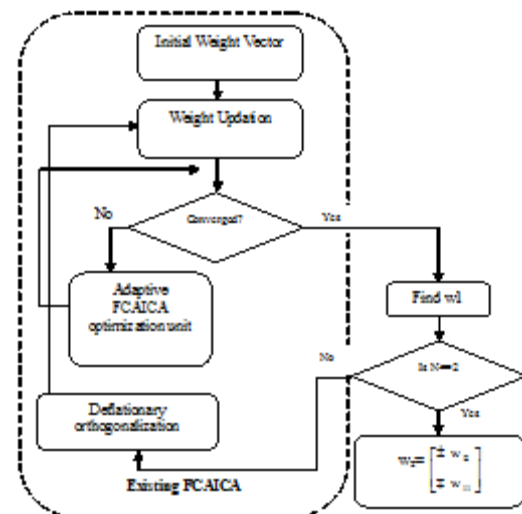 Initial Weight Vector
Weight Updation
Converged?
No
Yes
Adaptive
FCAICA
optimization unit
Find w1
Is N==2
No
Yes
Deflationary
orthogonalization
Existing FCAICA